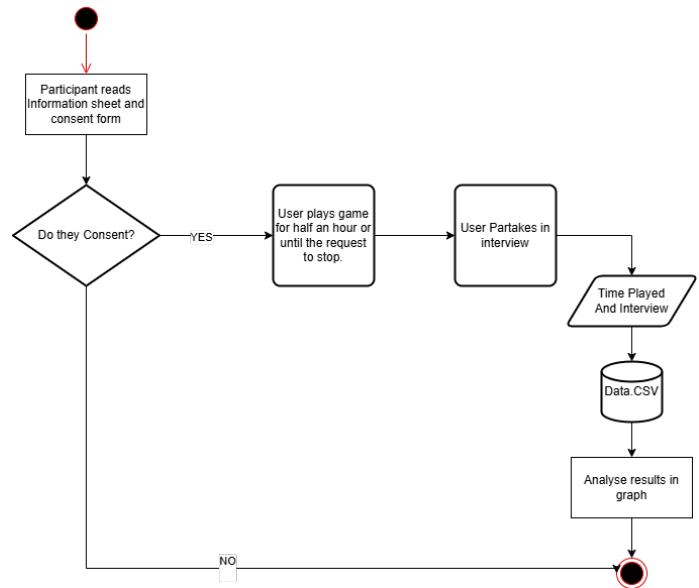 Participant reads
Information sheet and
consent form
Do they Consent?
YES
User plays game
for half an hour or
until the request
to stop.
User Partakes in
interview
Time Played
And Interview
Data.CSV
Analyse results in
graph
NO